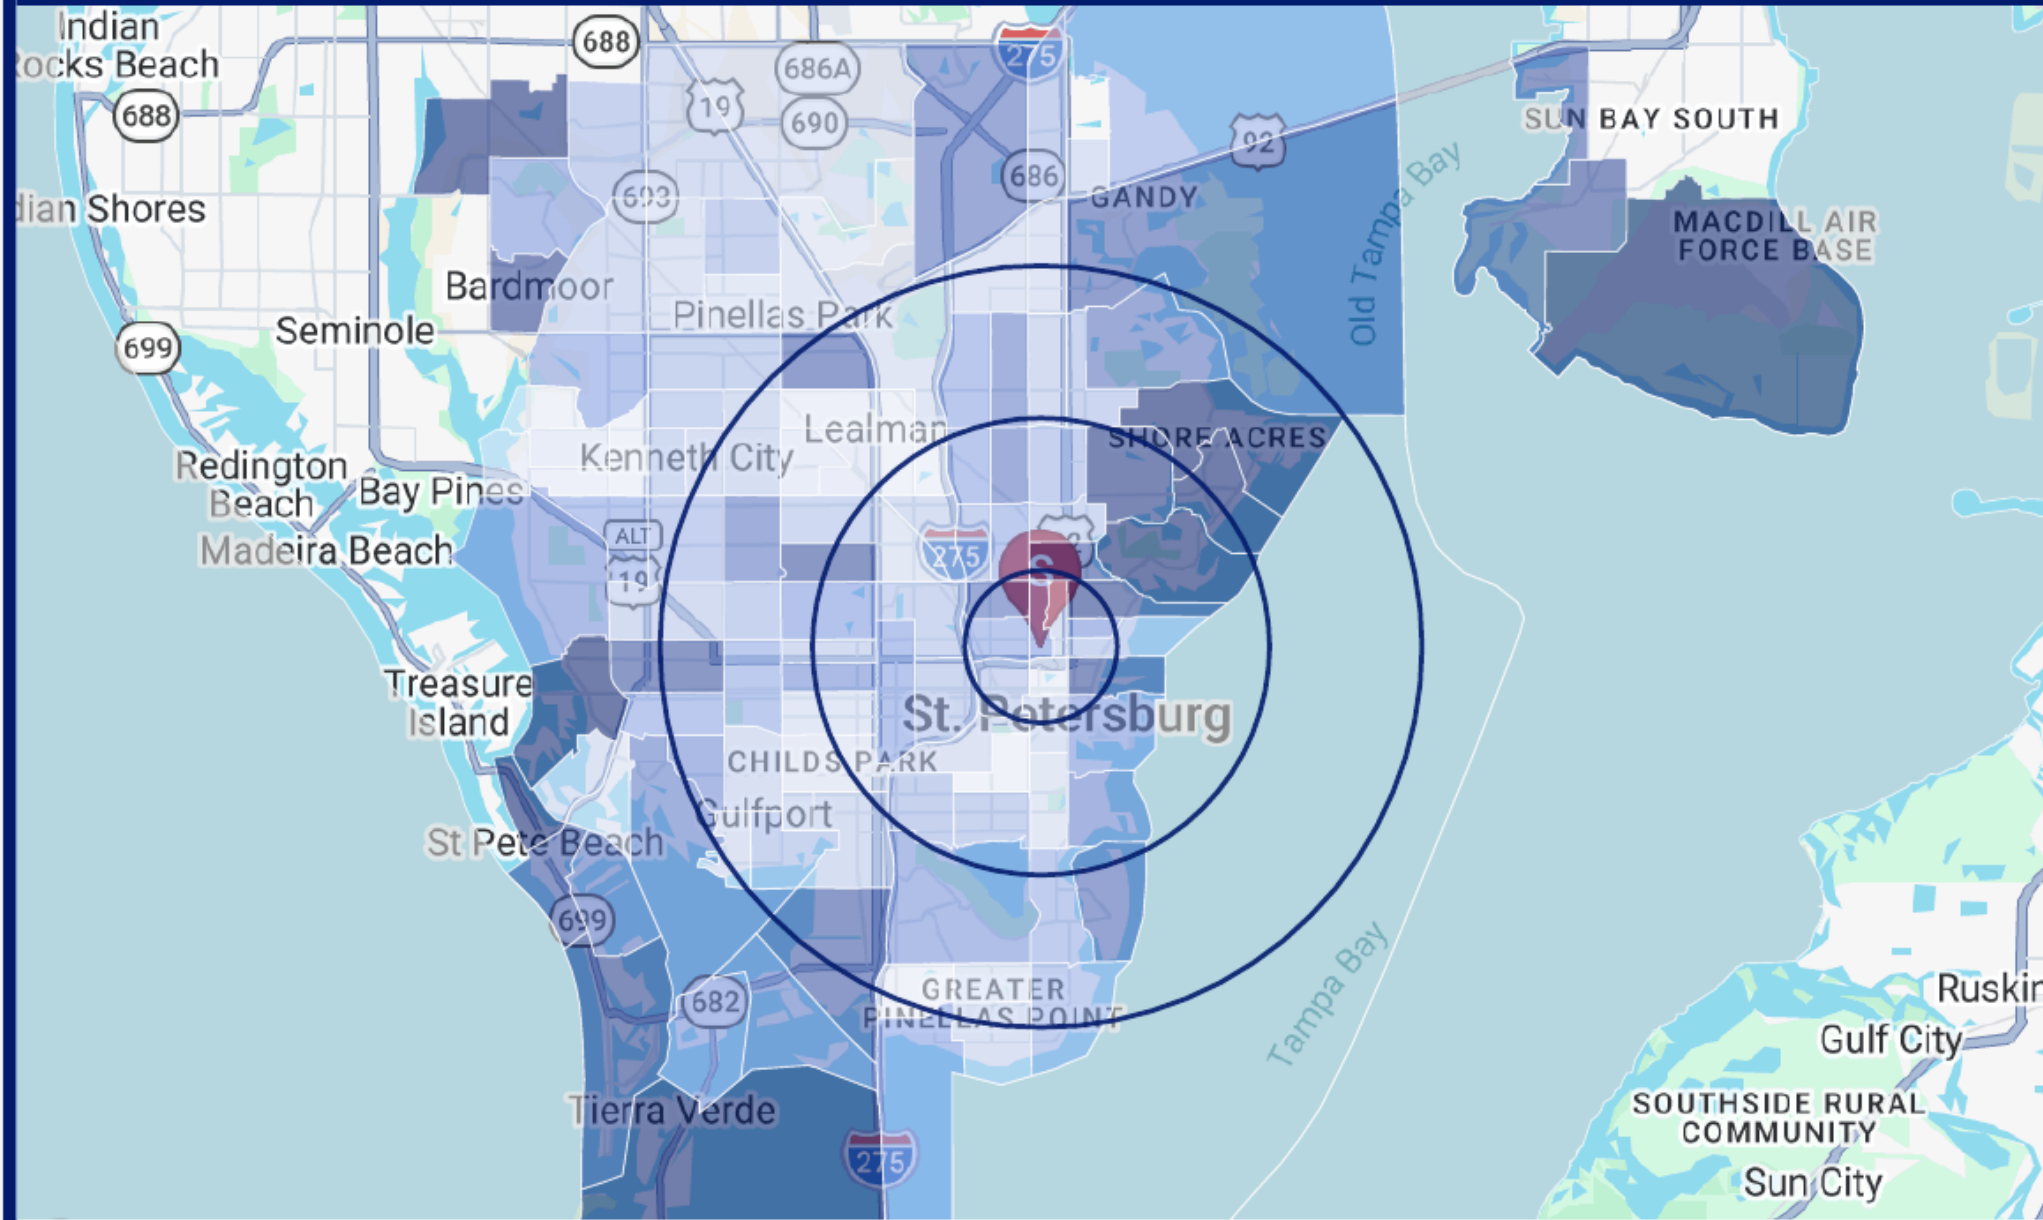 Indian
Rocks Beach
688
688
686A
275
19
690
92
SUN BAY SOUTH
686
693
GANDY
dian Shores
Old Tampa Bay
MACDILL AIR
FORCE BASE
Bardmoor
Pinellas Park
Seminole
699
Lealman
SHORE ACRES
Kenneth City
Redington
Beach
Bay Pines
ALT
19
275
2
S
Madeira Beach
Treasure
Island
St. Petersburg
CHILDS PARK
Gulfport
St Pete Beach
699
682
GREATER
PINELLAS POINT
Tampa Bay
Ruskin
Gulf City
Tierra Verde
SOUTHSIDE RURAL
COMMUNITY
275
Sun City